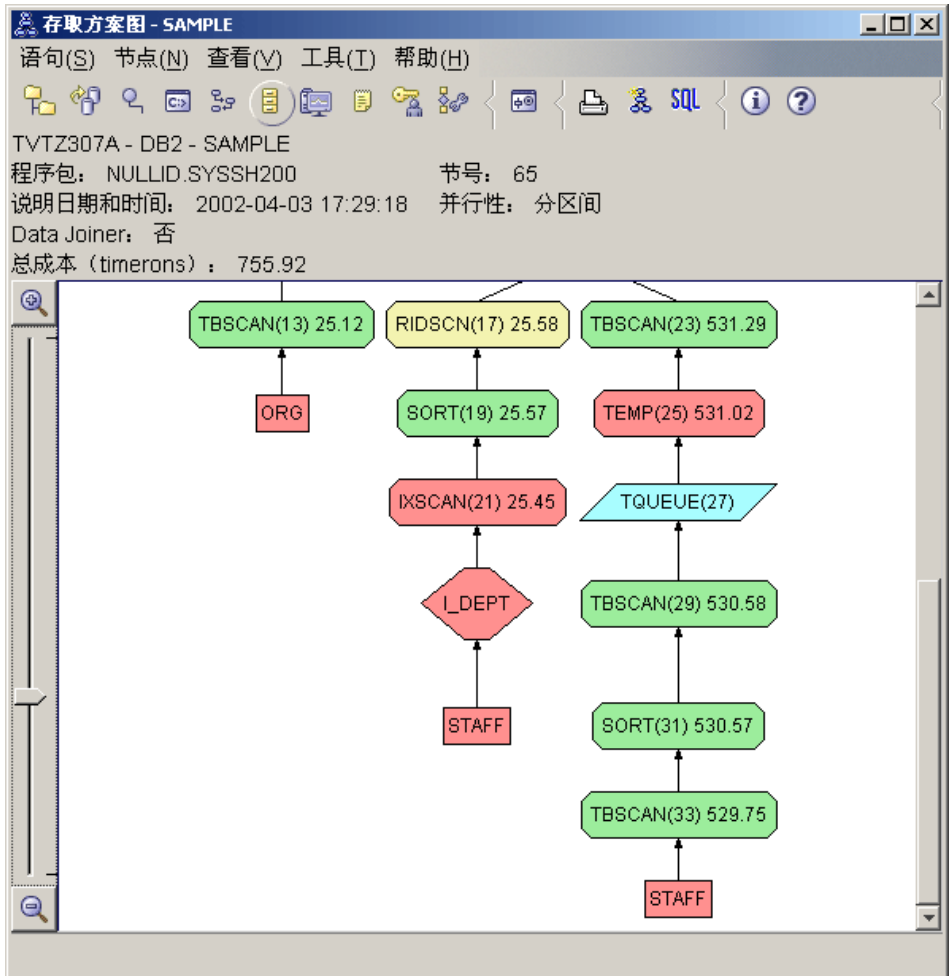 存取方案图 - SAMPLE
语句(S) 节点(N) 查看(V) 工具(T) 帮助(H)
SQL
TVTZ307A - DB2 - SAMPLE
程序包： NULLID.SYSSH200 节号： 65
说明日期和时间： 2002-04-03 17:29:18 并行性： 分区间
Data Joiner： 否
总成本（timerons）： 755.92
TBSCAN(13) 25.12 RIDSCN(17) 25.58 TBSCAN(23) 531.29
ORG SORT(19) 25.57 TEMP(25) 531.02
IXSCAN(21) 25.45 TQUEUE(27)
I_DEPT TBSCAN(29) 530.58
STAFF SORT(31) 530.57
TBSCAN(33) 529.75
STAFF